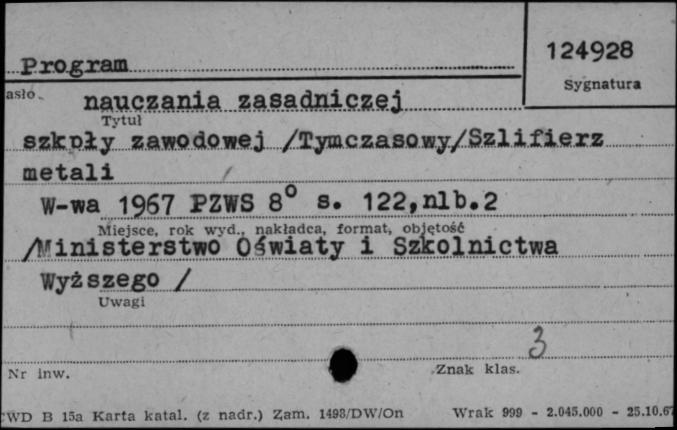 124928
Program
Sygnatura
asło
nauczania zasadniczej
Tytuł
szkoły zawodowej /Tymczasowy/Szlifierz
metali
W-wa 1967 PZWS 8° s. 122,nlb.2
Miejsce, rok wyd., nakładca, format, objętość
/Ministerstwo Oświaty i Szkolnictwa
Wyższego /
Uwagi
3
Nr inw.
Znak klas.
WD B 15a Karta katal. (z nadr.) Zam. 1498/DW/On Wrak 999 - 2.045.000 - 25.10.67